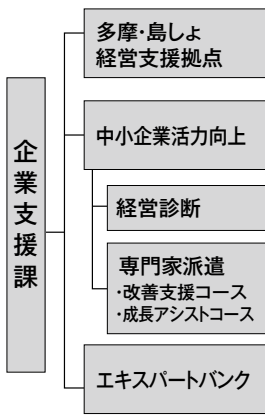 企業支援課
多摩・島しょ
経営支援拠点
中小企業活力向上
経営診断
専門家派遣
・改善支援コース
・成長アシストコース
エキスパートバンク